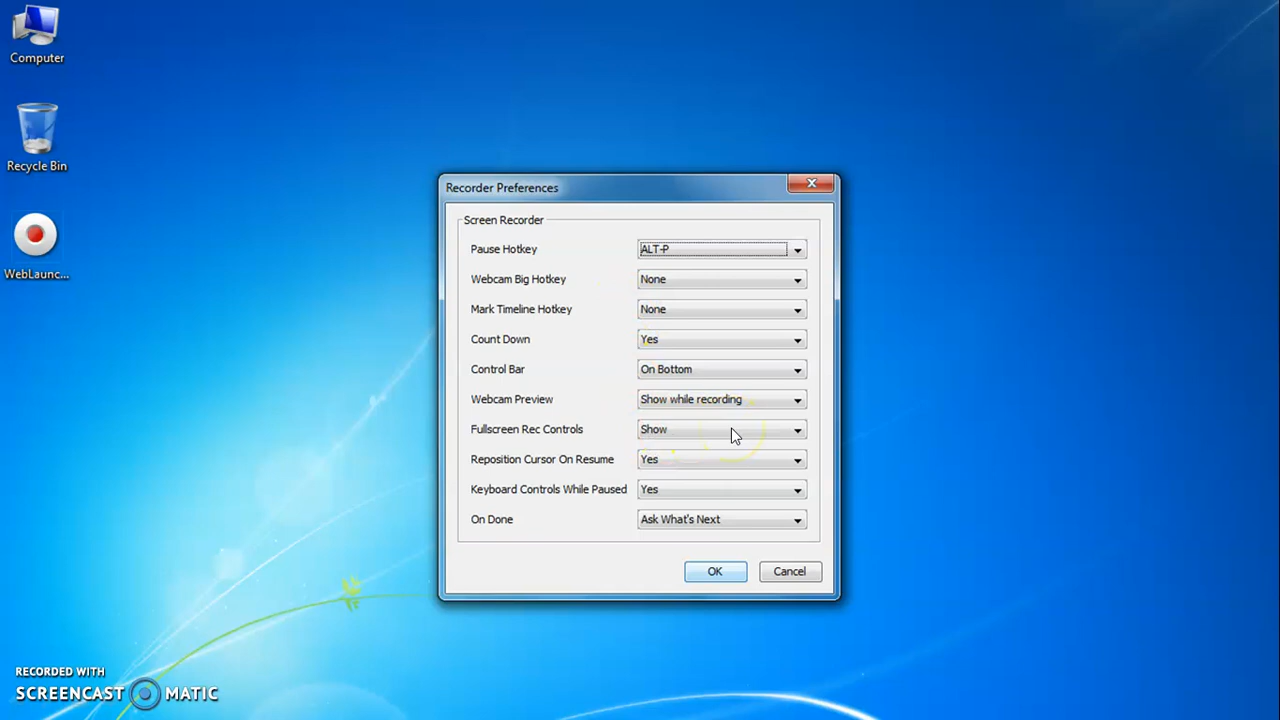 Computer
Recycle Bin
WebLaunc...
Recorder Preferences
Screen Recorder
Pause Hotkey ALT-P
Webcam Big Hotkey None
Mark Timeline Hotkey None
Count Down Yes
Control Bar On Bottom
Webcam Preview Show while recording
Fullscreen Rec Controls Show
Reposition Cursor On Resume Yes
Keyboard Controls While Paused Yes
On Done Ask What's Next
OK Cancel
RECORDED WITH
SCREENCAST MATIC